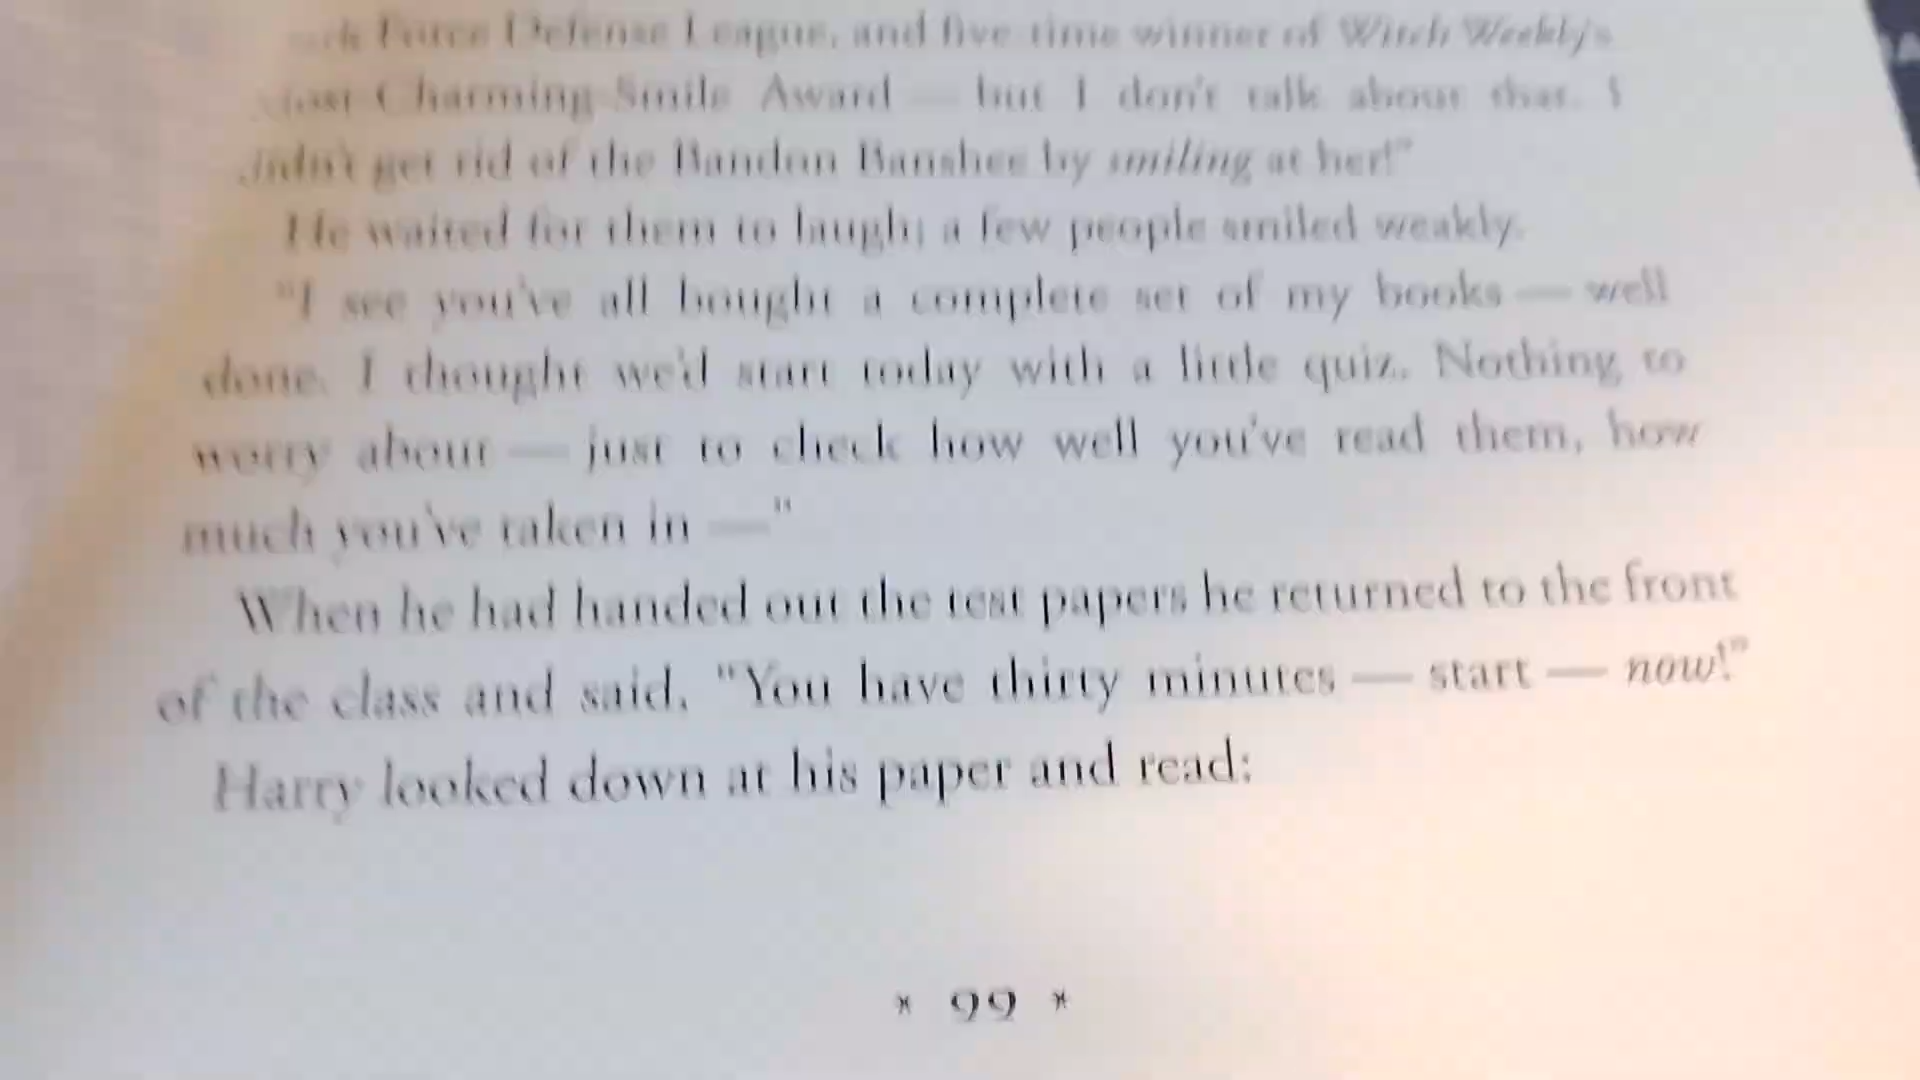 Force Defense League, and five-time winner of Witch Weekly's
Charming Smile Award — but I don't talk about that. I
didn't get rid of the Bandon Banshee by smiling at her!"
He waited for them to laugh; a few people smiled weakly.
"I see you've all bought a complete set of my books — well
done. I thought we'd start today with a little quiz. Nothing to
worry about — just to check how well you've read them, how
much you've taken in —"
When he had handed out the test papers he returned to the front
of the class and said, "You have thirty minutes — start — now!"
Harry looked down at his paper and read:
* 99 *